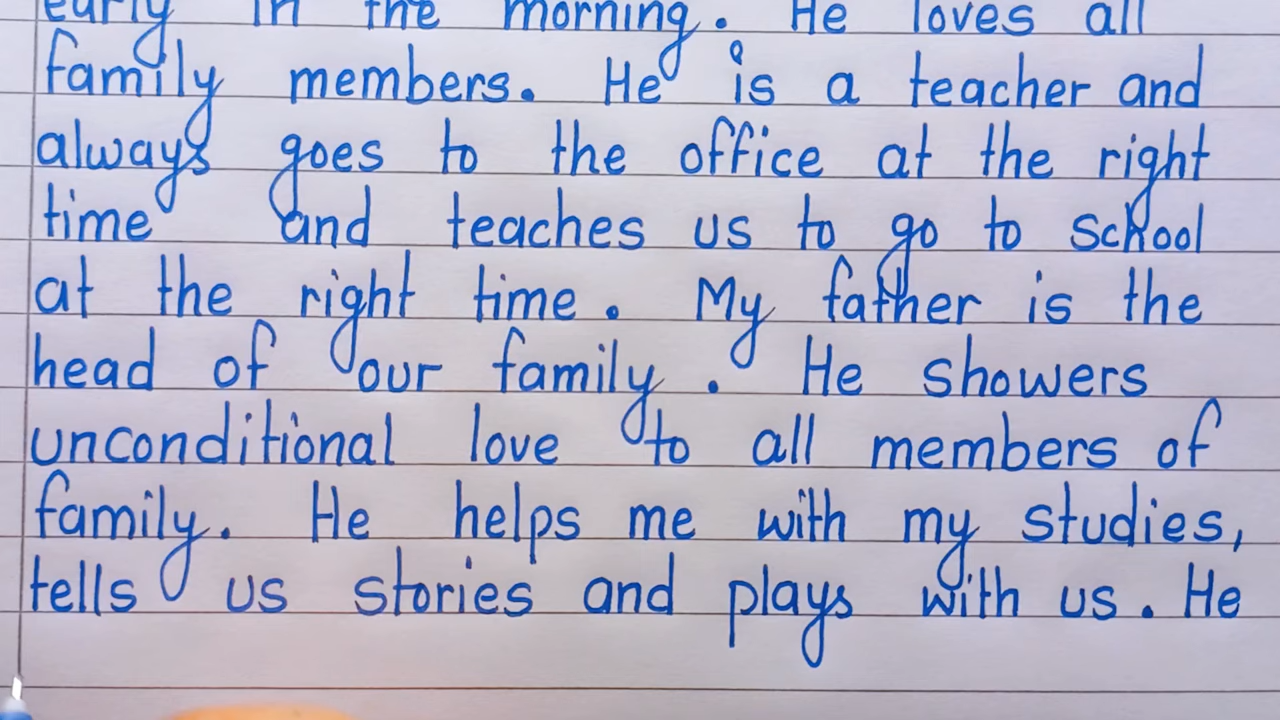 early in the morning. He loves all
family members. He is a teacher and
always goes to the office at the right
time and teaches us to go to school
at the right time. My father is the
head of our family. He showers
unconditional love to all members of
family. He helps me with my studies,
tells us stories and plays with us. He